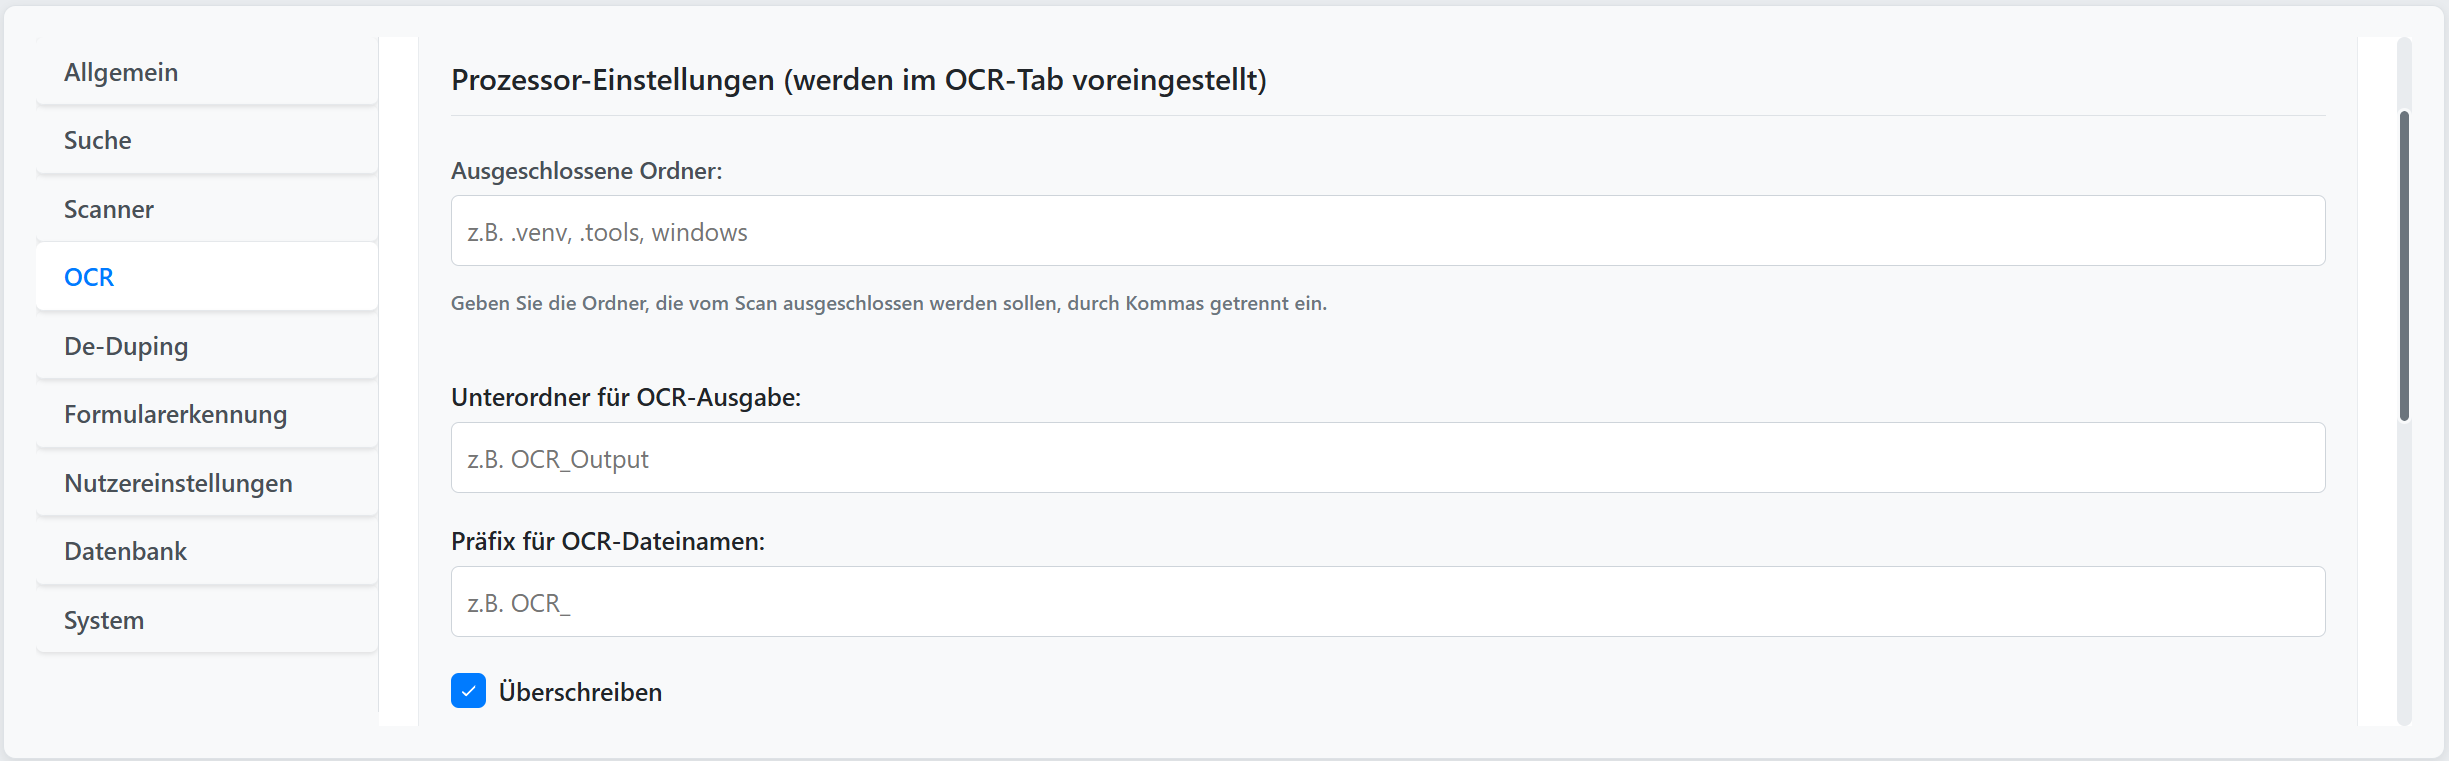 Allgemein
Suche
Scanner
OCR
De-Duping
Formularerkennung
Nutzereinstellungen
Datenbank
System
Prozessor-Einstellungen (werden im OCR-Tab voreingestellt)
Ausgeschlossene Ordner:
z.B. .venv, .tools, windows
Geben Sie die Ordner, die vom Scan ausgeschlossen werden sollen, durch Kommas getrennt ein.
Unterordner für OCR-Ausgabe:
z.B. OCR_Output
Präfix für OCR-Dateinamen:
z.B. OCR_
Überschreiben